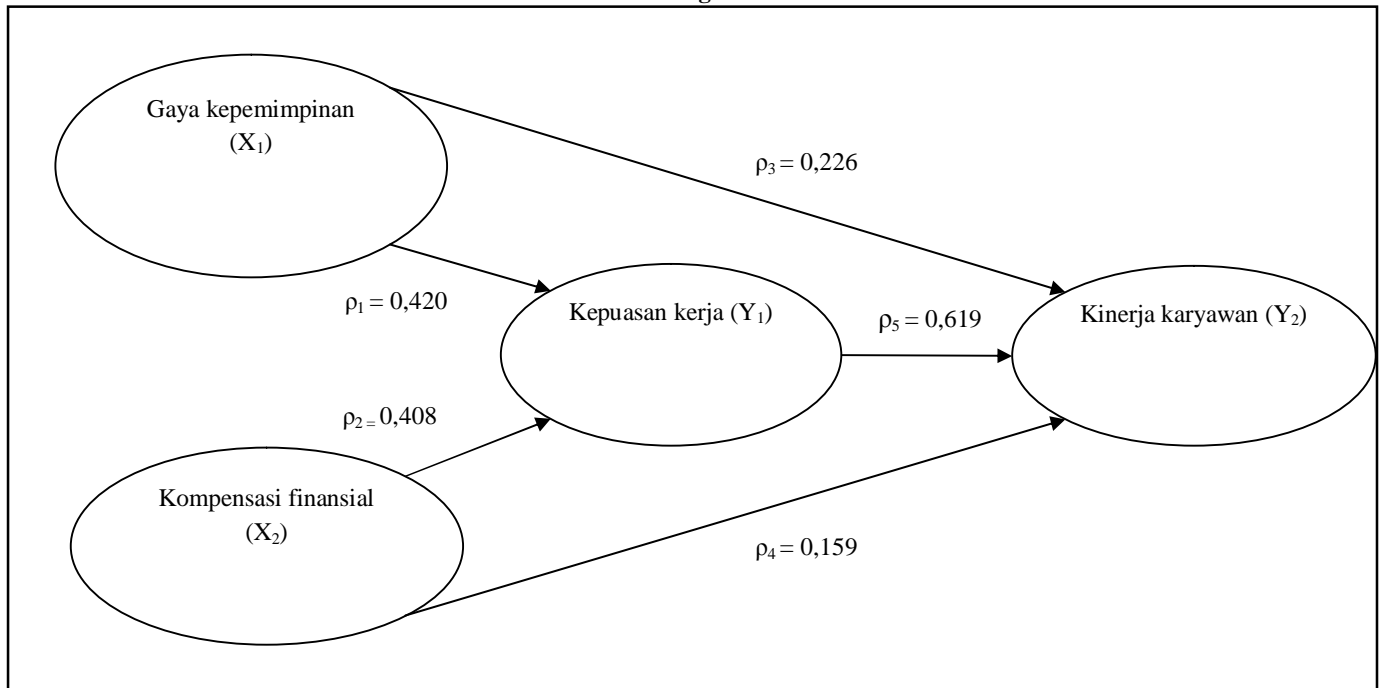 Gaya kepemimpinan
(X₁)
ρ₃ = 0,226
ρ₁ = 0,420
Kepuasan kerja (Y₁)
ρ₅ = 0,619
Kinerja karyawan (Y₂)
ρ₂ = 0,408
Kompensasi finansial
(X₂)
ρ₄ = 0,159